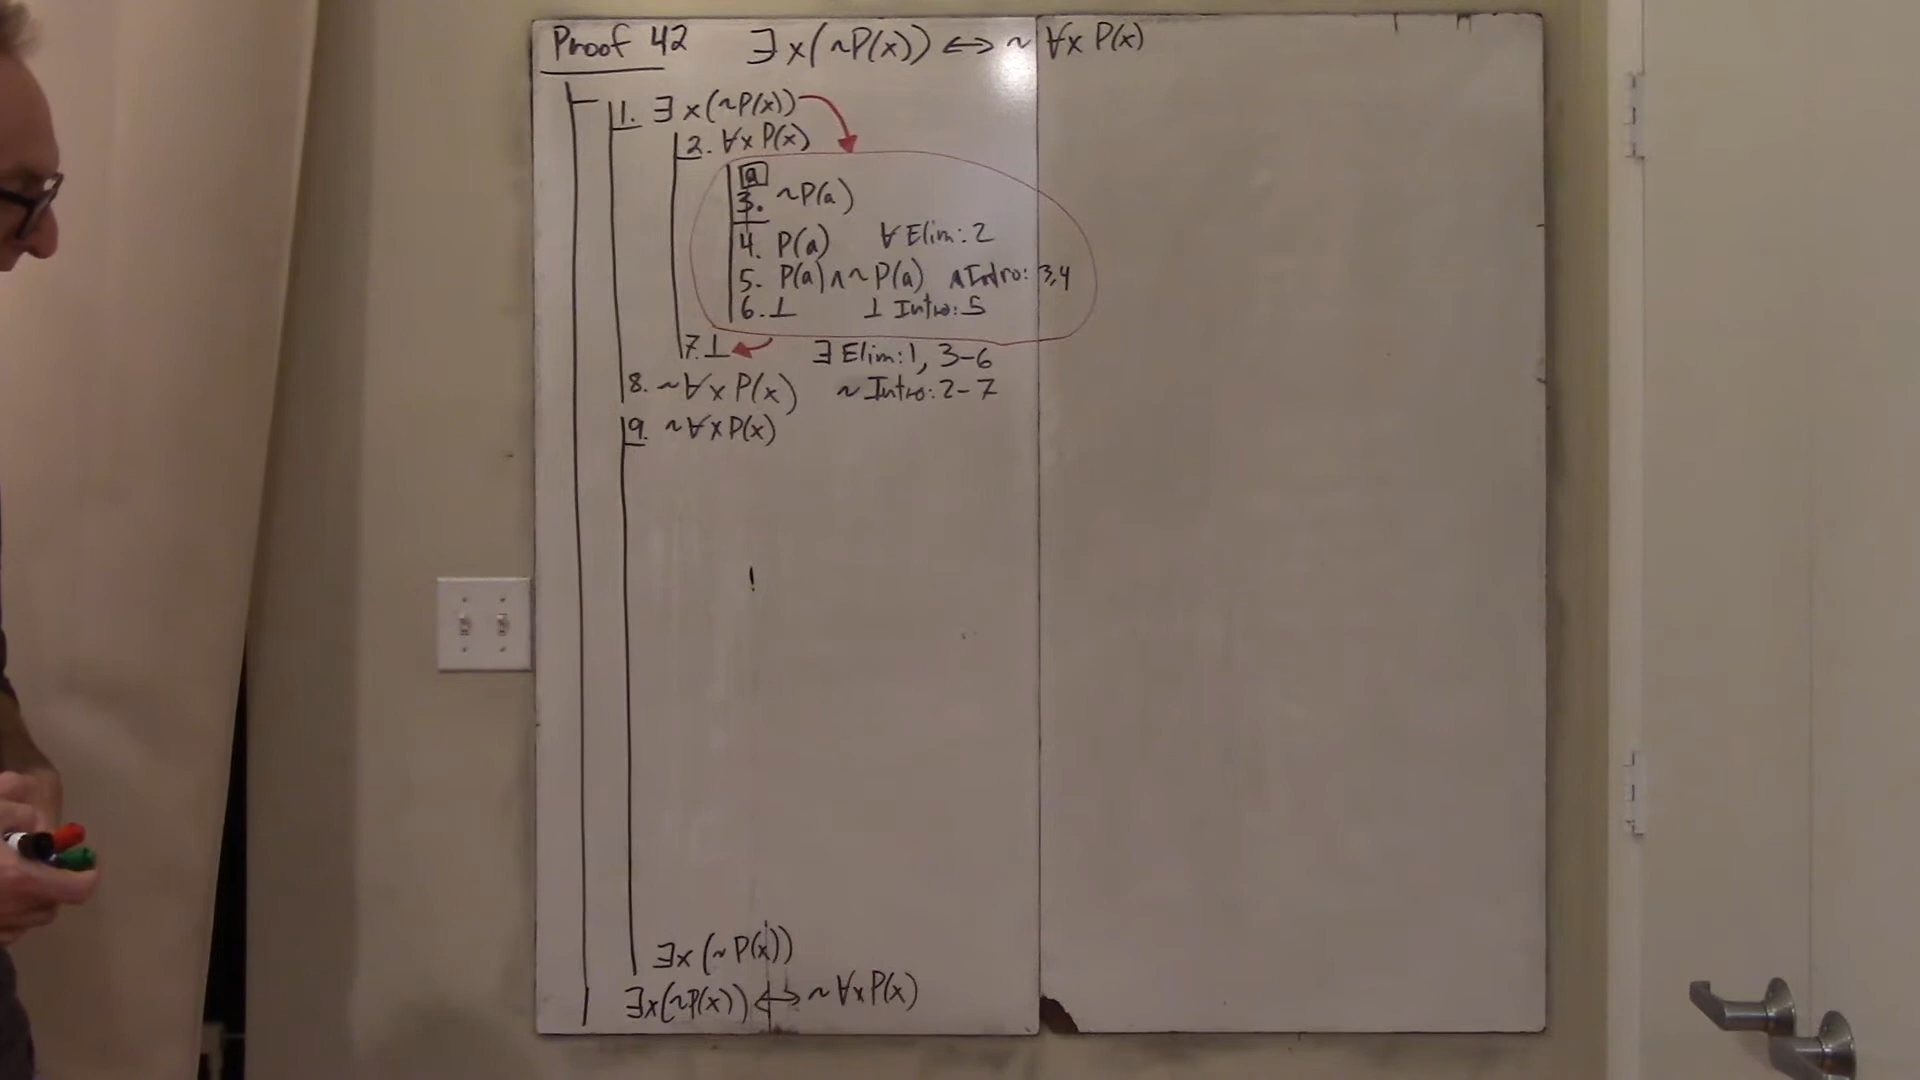 Proof 42 ∃x(~P(x)) ↔ ~∀x P(x)
1. ∃x(~P(x))
2. ∀x P(x)
a
3. ~P(a)
4. P(a) ∀ Elim: 2
5. P(a)∧~P(a) ∧Intro: 3,4
6. ⊥ ⊥ Intro: 5
7. ⊥ ∃ Elim: 1, 3-6
8. ~∀x P(x) ~Intro: 2-7
9. ~∀x P(x)
∃x(~P(x))
∃x(~P(x)) ↔ ~∀x P(x)